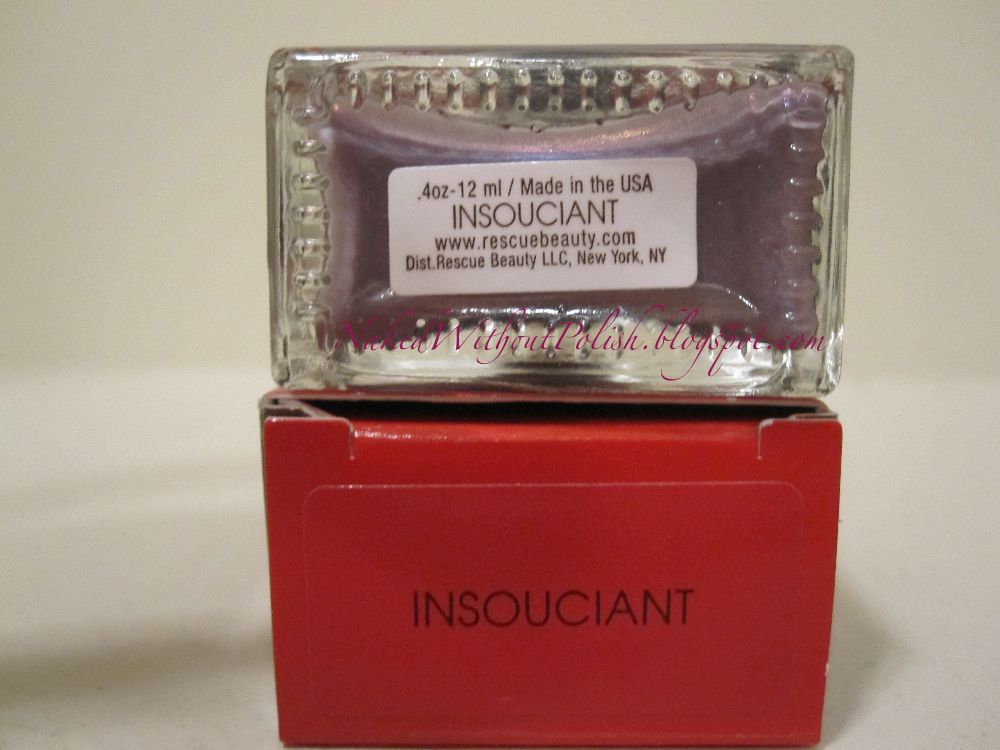 .4oz-12 ml / Made in the USA
INSOUCIANT
www.rescuebeauty.com
Dist.Rescue Beauty LLC, New York, NY
NakedWithoutPolish.blogspot.com
INSOUCIANT